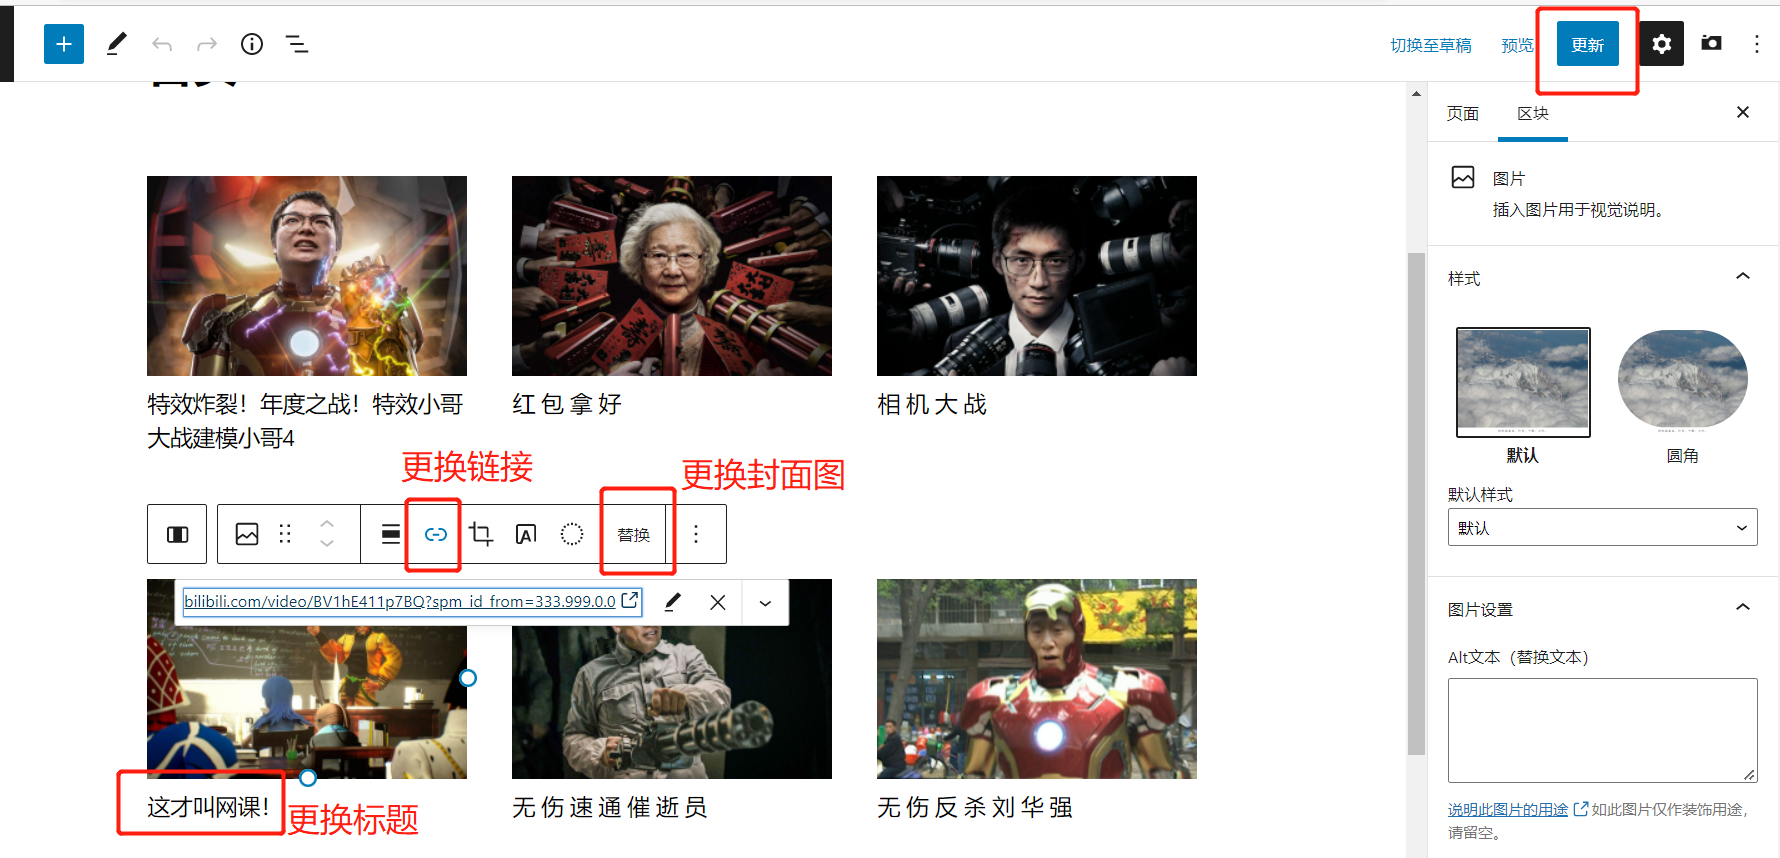 切换至草稿
预览
更新
首页
页面
区块
图片
插入图片用于视觉说明。
样式
默认
圆角
默认样式
默认
图片设置
Alt文本（替换文本）
说明此图片的用途 如此图片仅作装饰用途，
请留空。
特效炸裂！年度之战！特效小哥
大战建模小哥4
红 包 拿 好
相 机 大 战
更换链接
更换封面图
替换
bilibili.com/video/BV1hE411p7BQ?spm_id_from=333.999.0.0
这才叫网课！
更换标题
无 伤 速 通 催 逝 员
无 伤 反 杀 刘 华 强